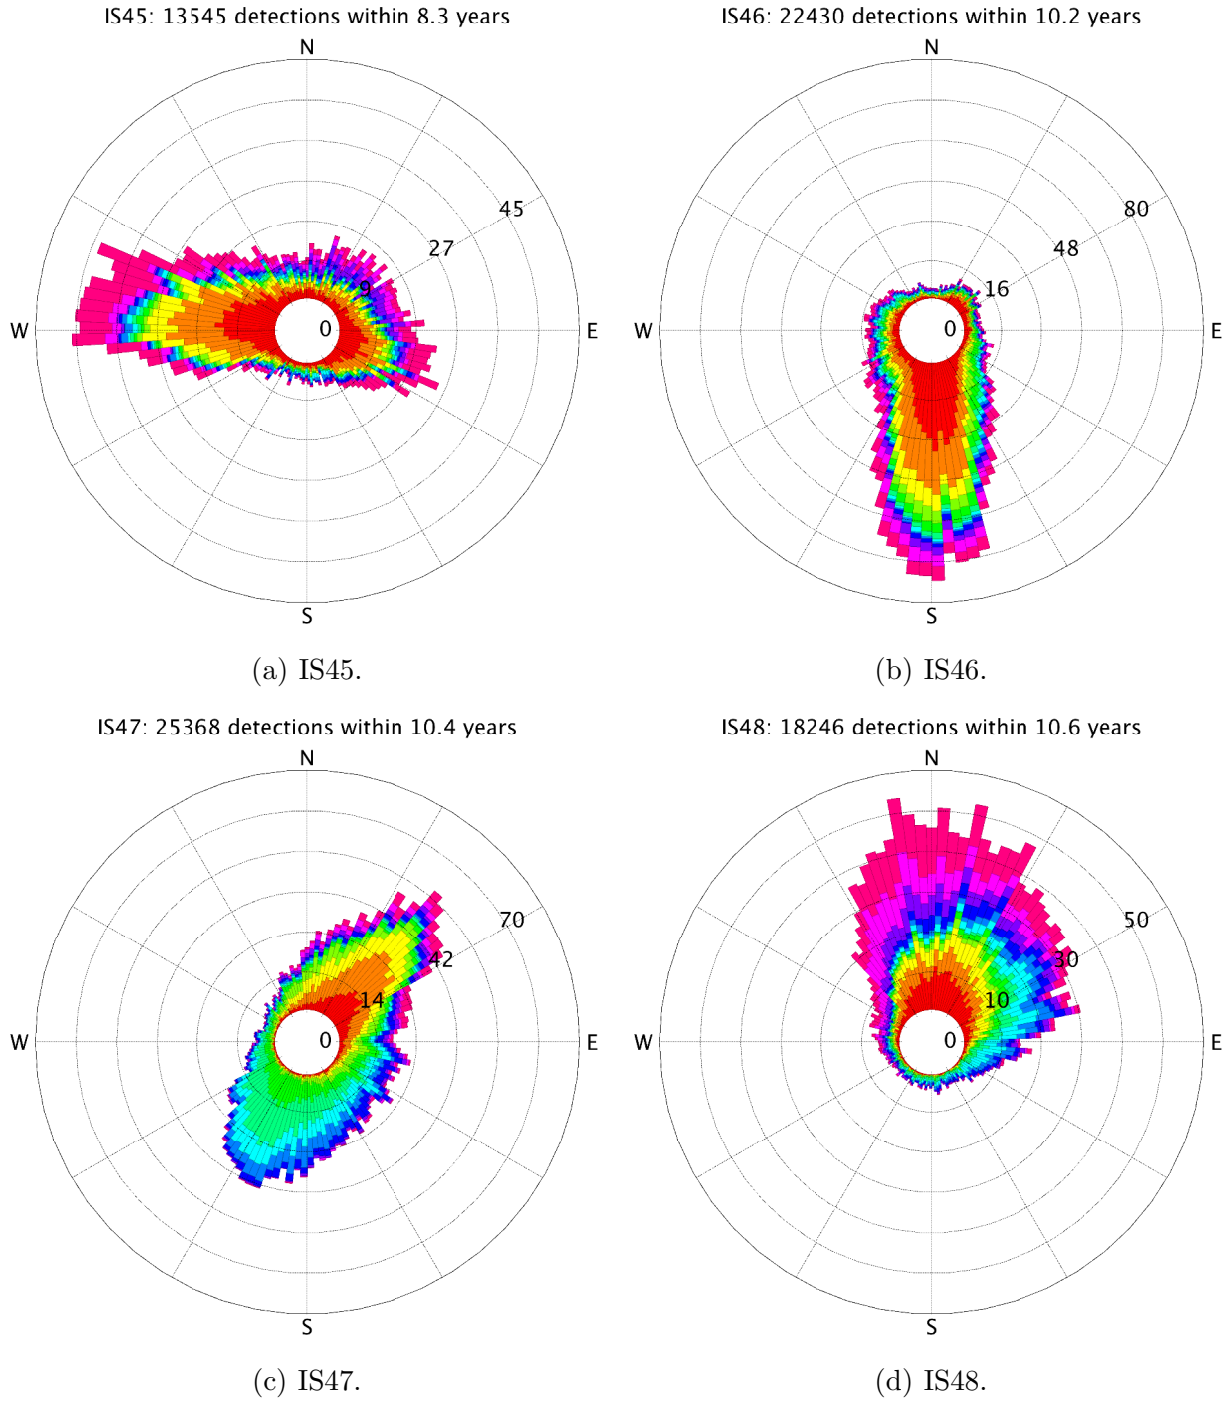 IS45: 13545 detections within 8.3 years
N
45
27
9
W
0
E
S
(a) IS45.
IS46: 22430 detections within 10.2 years
N
80
48
16
W
0
E
S
(b) IS46.
IS47: 25368 detections within 10.4 years
N
70
42
14
W
0
E
S
(c) IS47.
IS48: 18246 detections within 10.6 years
N
50
30
10
W
0
E
S
(d) IS48.